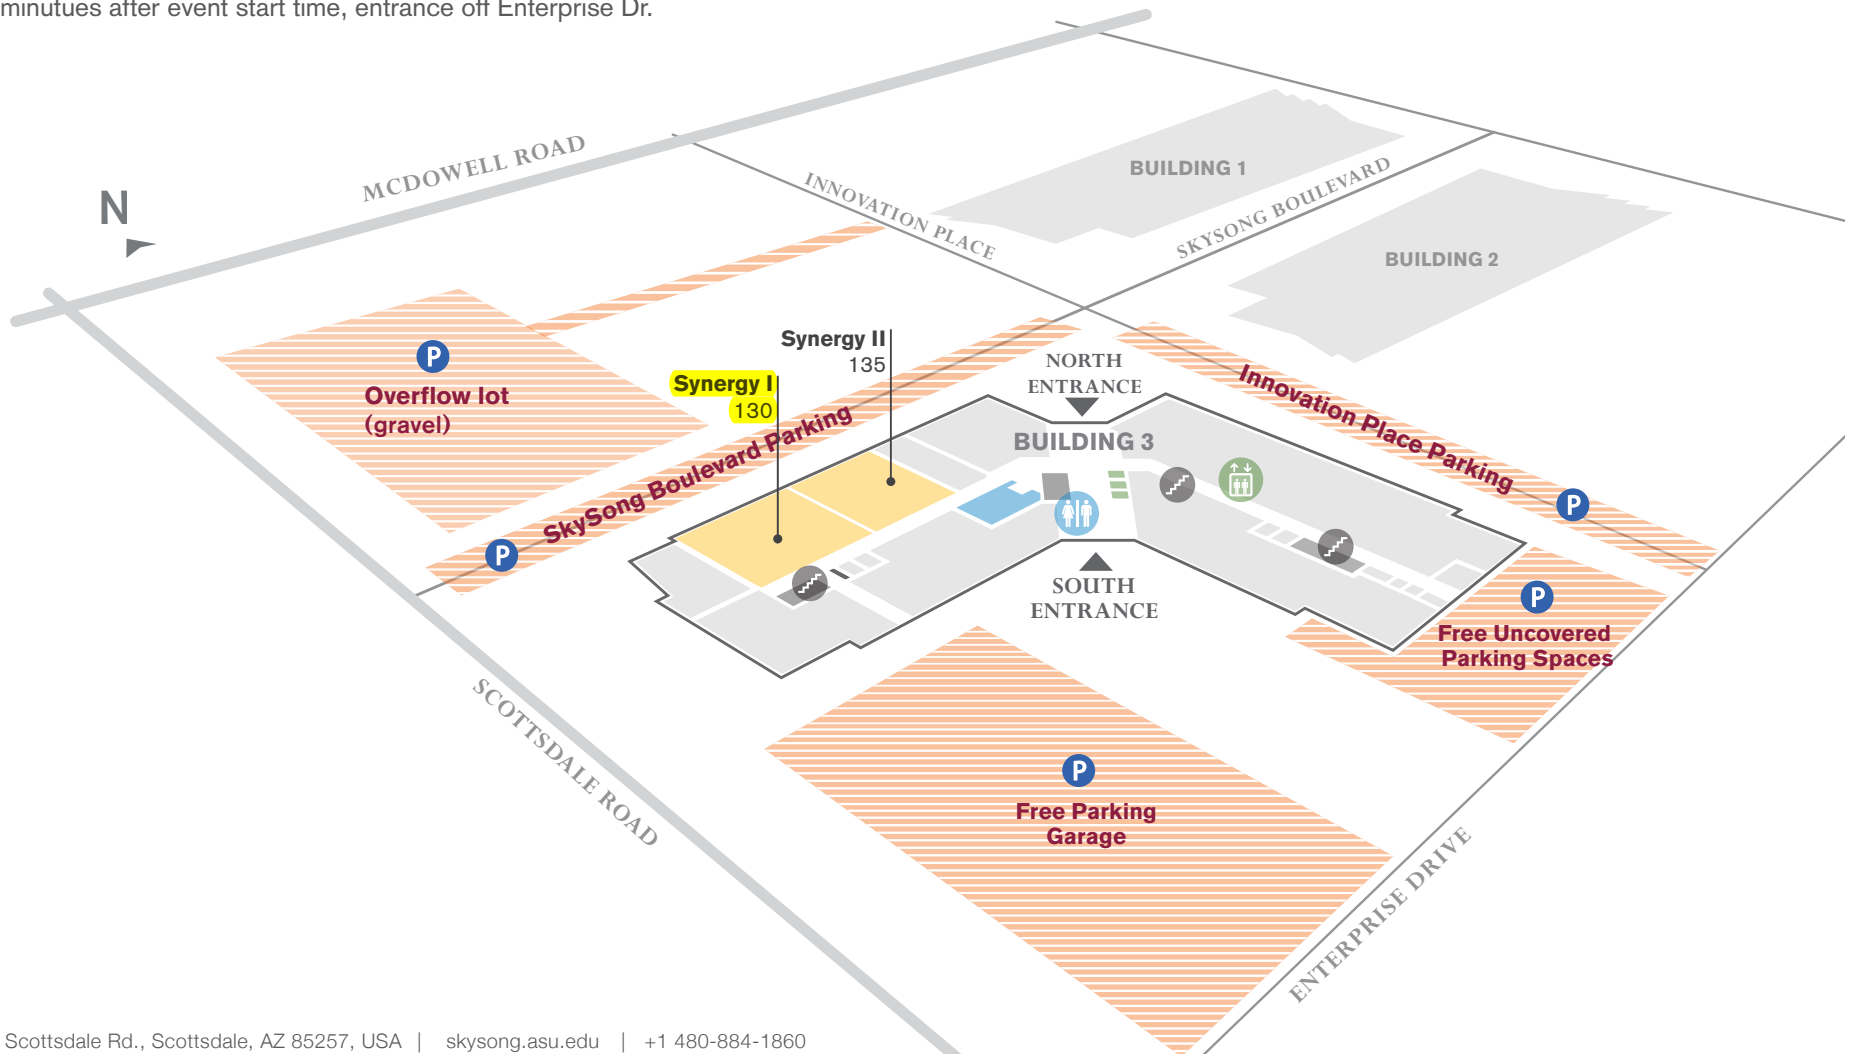 minutues after event start time, entrance off Enterprise Dr.
MCDOWELL ROAD
N
INNOVATION PLACE
BUILDING 1
SKYSONG BOULEVARD
BUILDING 2
P
Overflow lot
(gravel)
Synergy II
135
Synergy I
130
NORTH
ENTRANCE
BUILDING 3
SkySong Boulevard Parking
P
Innovation Place Parking
P
SOUTH
ENTRANCE
P
Free Uncovered
Parking Spaces
SCOTTSDALE ROAD
P
Free Parking
Garage
ENTERPRISE DRIVE
Scottsdale Rd., Scottsdale, AZ 85257, USA | skysong.asu.edu | +1 480-884-1860